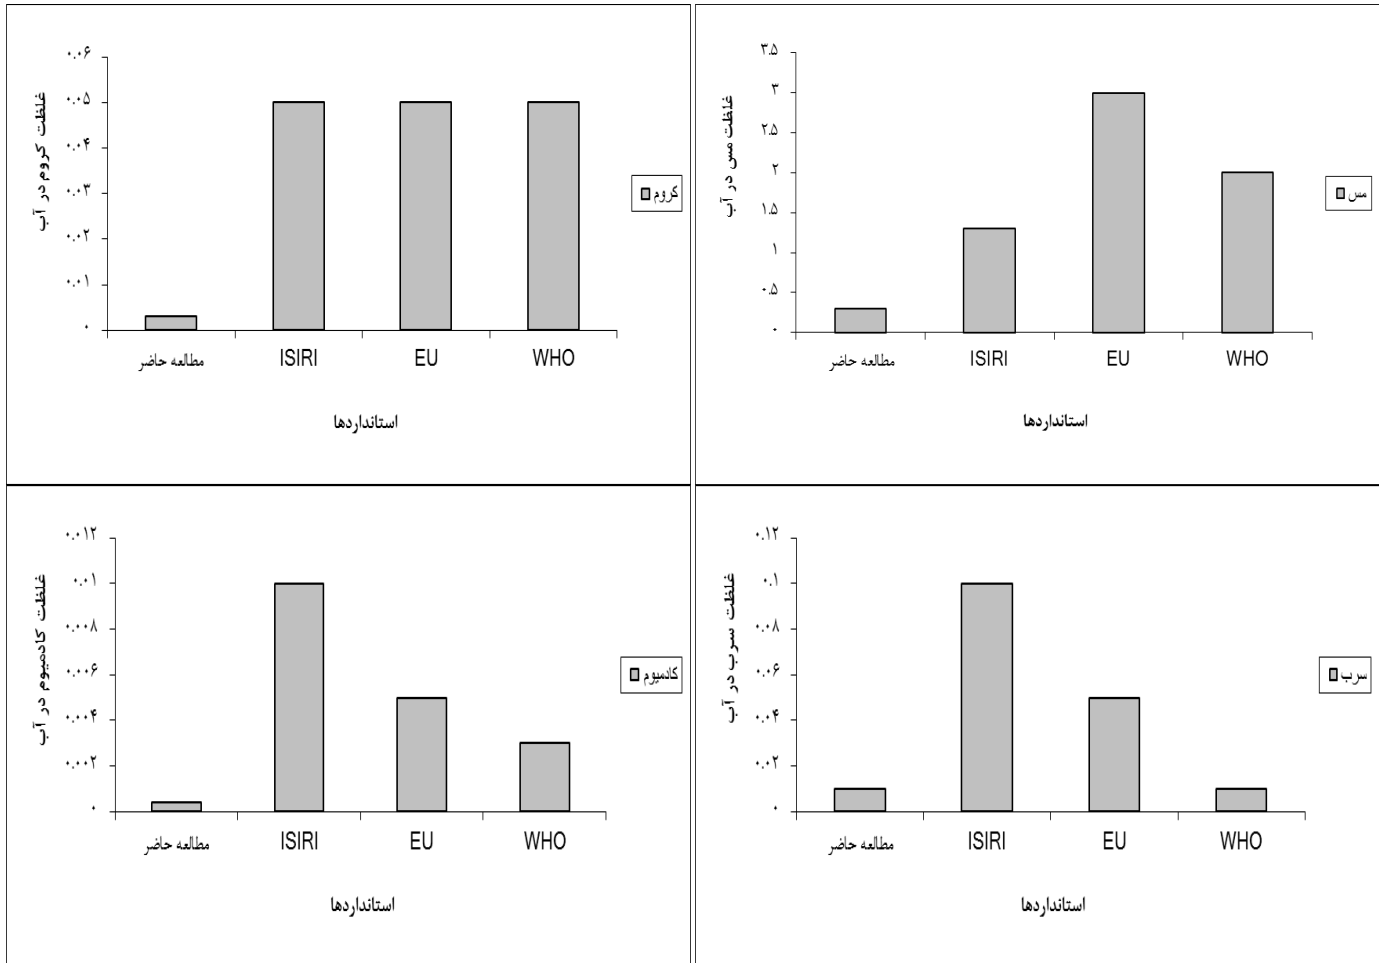 غلظت کروم در آب
۰.۰۶
۰.۰۵
۰.۰۴
۰.۰۳
۰.۰۲
۰.۰۱
۰
مطالعه حاضر ISIRI EU WHO
استانداردها
کروم
غلظت مس در آب
۳.۵
۳
۲.۵
۲
۱.۵
۱
۰.۵
۰
مطالعه حاضر ISIRI EU WHO
استانداردها
مس
غلظت کادمیوم در آب
۰.۰۱۲
۰.۰۱
۰.۰۰۸
۰.۰۰۶
۰.۰۰۴
۰.۰۰۲
۰
مطالعه حاضر ISIRI EU WHO
استانداردها
کادمیوم
غلظت سرب در آب
۰.۱۲
۰.۱
۰.۰۸
۰.۰۶
۰.۰۴
۰.۰۲
۰
مطالعه حاضر ISIRI EU WHO
استانداردها
سرب